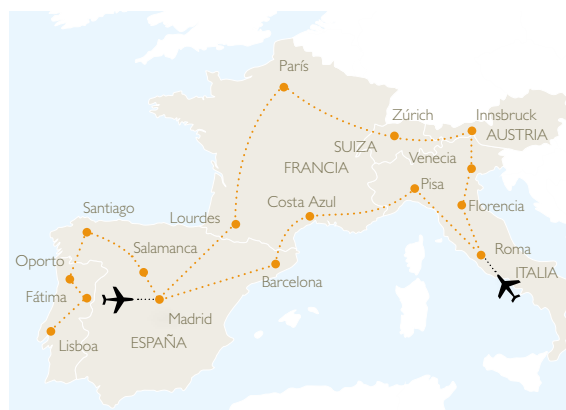 París
Zúrich
Innsbruck
AUSTRIA
SUIZA
Venecia
FRANCIA
Pisa
Costa Azul
Santiago
Lourdes
Florencia
Salamanca
Roma
Oporto
ITALIA
Barcelona
Fátima
Madrid
Lisboa
ESPAÑA